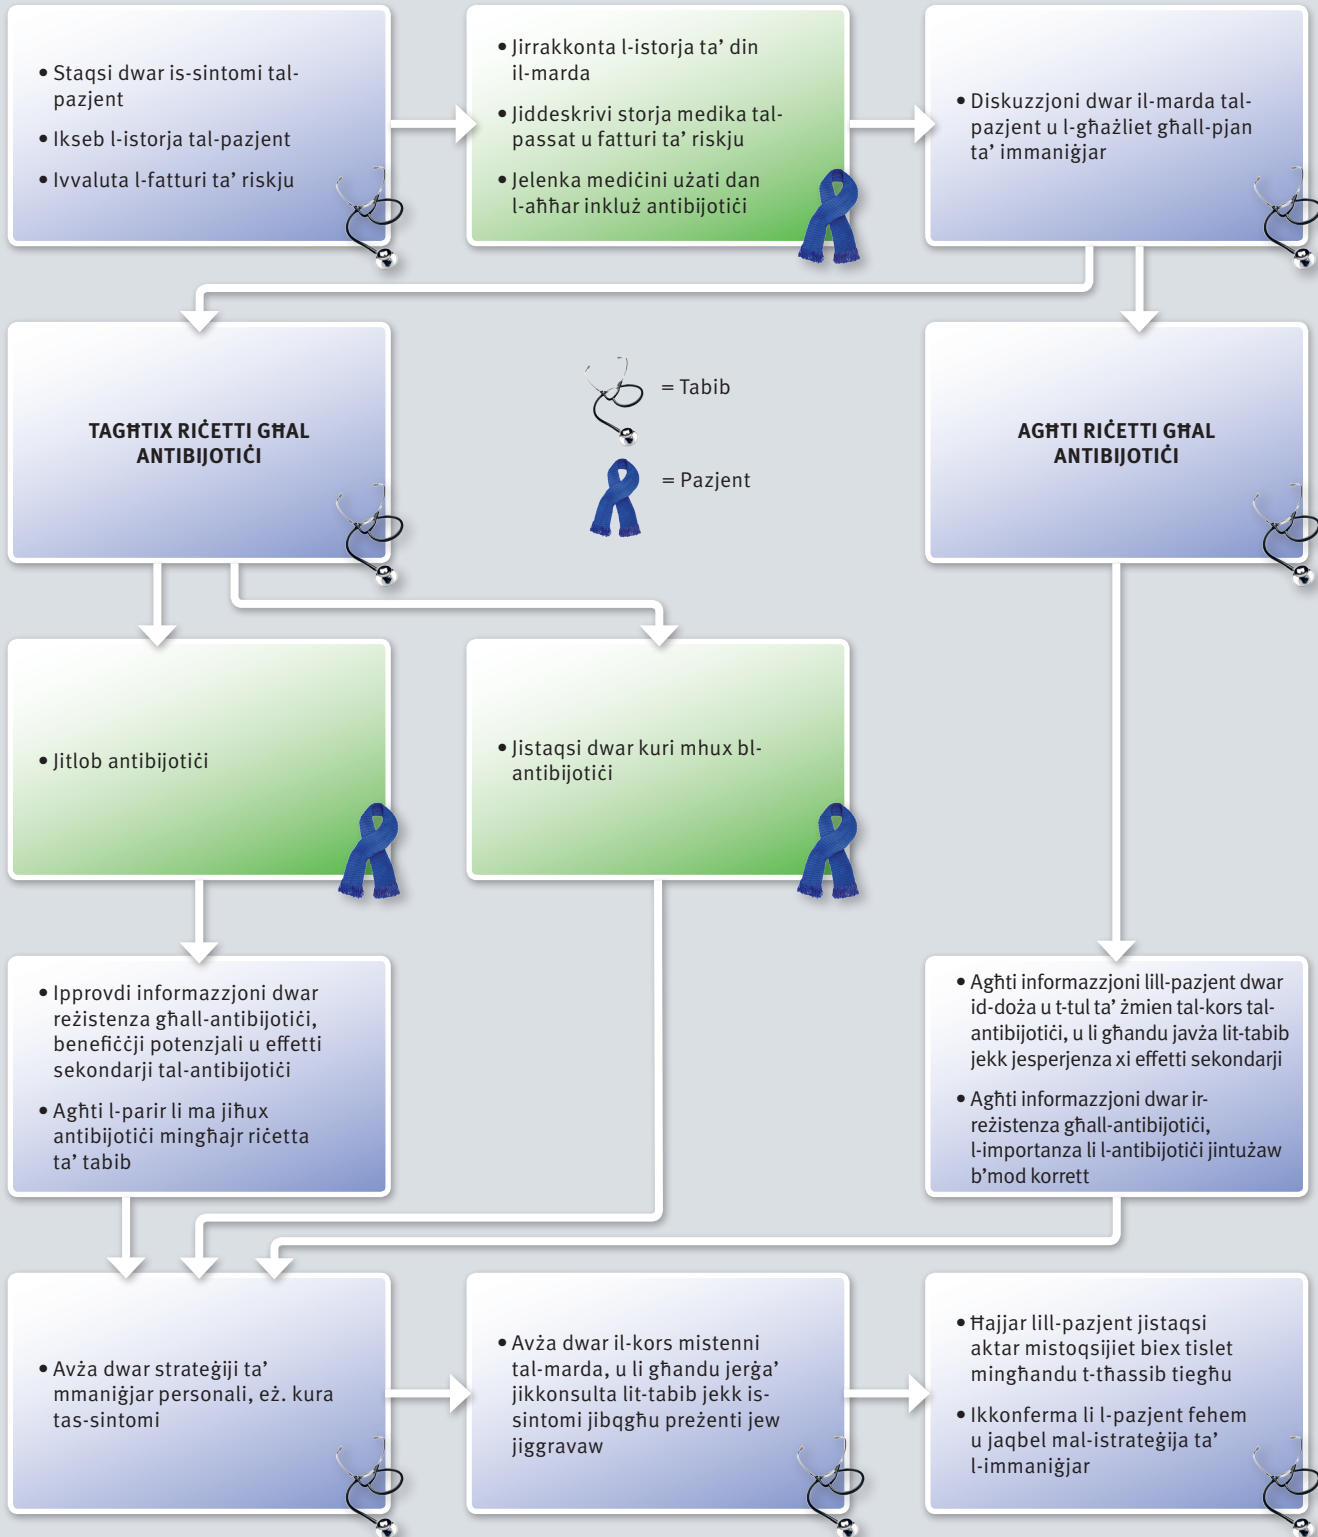 • Staqsi dwar is-sintomi tal-
pazjent
• Ikseb l-istorja tal-pazjent
• Ivvaluta l-fatturi ta’ riskju
• Jirrakkonta l-istorja ta’ din
il-marda
• Jiddeskrivi storja medika tal-
passat u fatturi ta’ riskju
• Jelenka mediċini użati dan
l-aħħar inkluż antibijotiċi
• Diskuzzjoni dwar il-marda tal-
pazjent u l-għażliet għall-pjan
ta’ immaniġjar
TAGĦTIX RIĊETTI GĦAL
ANTIBIJOTIĊI
= Tabib
= Pazjent
AGĦTI RIĊETTI GĦAL
ANTIBIJOTIĊI
• Jitlob antibijotiċi
• Jistaqsi dwar kuri mhux bl-
antibijotiċi
• Ipprovdi informazzjoni dwar
reżistenza għall-antibijotiċi,
benefiċċji potenzjali u effetti
sekondarji tal-antibijotiċi
• Agħti l-parir li ma jiħux
antibijotiċi mingħajr riċetta
ta’ tabib
• Agħti informazzjoni lill-pazjent dwar
id-doża u t-tul ta’ żmien tal-kors tal-
antibijotiċi, u li għandu javża lit-tabib
jekk jesperjenza xi effetti sekondarji
• Agħti informazzjoni dwar ir-
reżistenza għall-antibijotiċi,
l-importanza li l-antibijotiċi jintużaw
b’mod korrett
• Avża dwar strateġiji ta’
mmaniġjar personali, eż. kura
tas-sintomi
• Avża dwar il-kors mistenni
tal-marda, u li għandu jerġa’
jikkonsulta lit-tabib jekk is-
sintomi jibqgħu preżenti jew
jiggravaw
• Ħajjar lill-pazjent jistaqsi
aktar mistoqsijiet biex tislet
mingħandu t-tħassib tiegħu
• Ikkonferma li l-pazjent fehem
u jaqbel mal-istrateġija ta’
l-immaniġjar